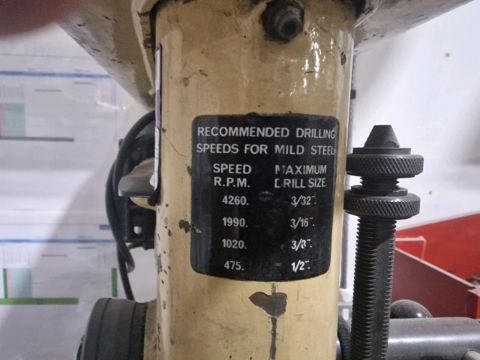 RECOMMENDED DRILLING
SPEEDS FOR MILD STEEL
SPEED MAXIMUM
R.P.M. DRILL SIZE.
4260. 3/32".
1990. 3/16".
1020. 3/8".
475. 1/2".